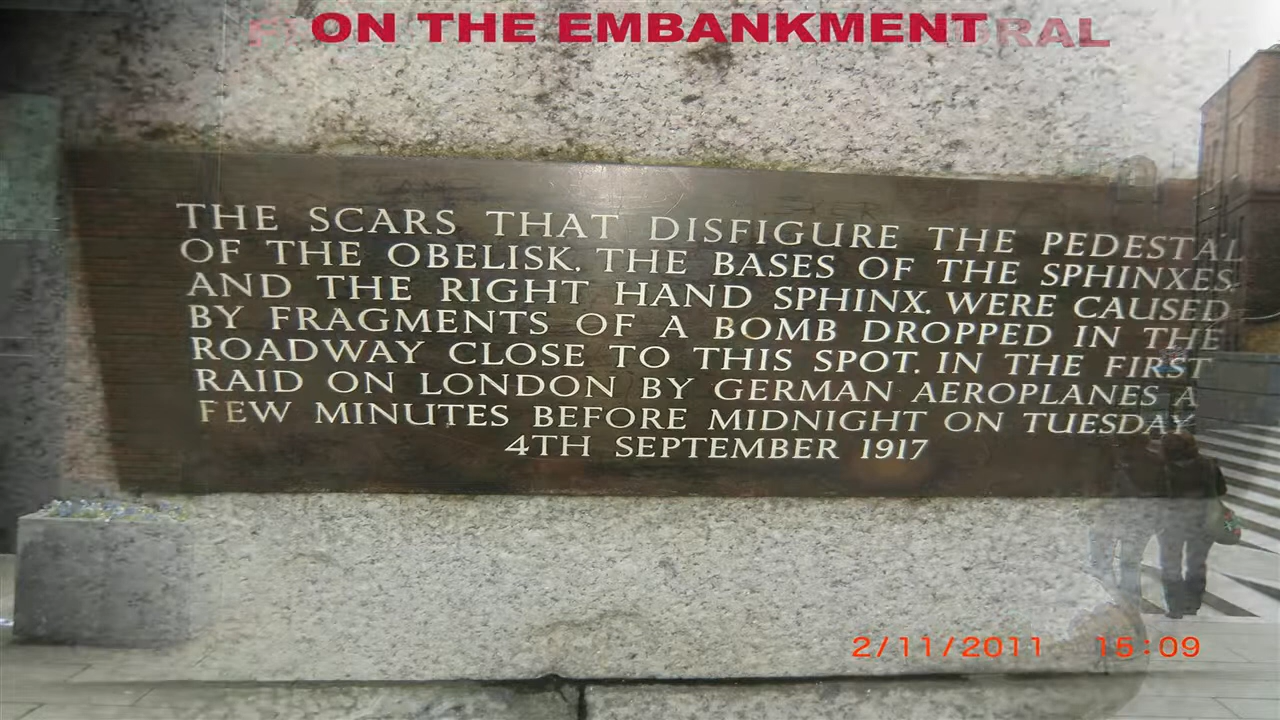 ON THE EMBANKMENT
THE SCARS THAT DISFIGURE THE PEDESTAL
OF THE OBELISK. THE BASES OF THE SPHINXES
AND THE RIGHT HAND SPHINX. WERE CAUSED
BY FRAGMENTS OF A BOMB DROPPED IN THE
ROADWAY CLOSE TO THIS SPOT. IN THE FIRST
RAID ON LONDON BY GERMAN AEROPLANES A
FEW MINUTES BEFORE MIDNIGHT ON TUESDAY
4TH SEPTEMBER 1917
2/11/2011 15:09